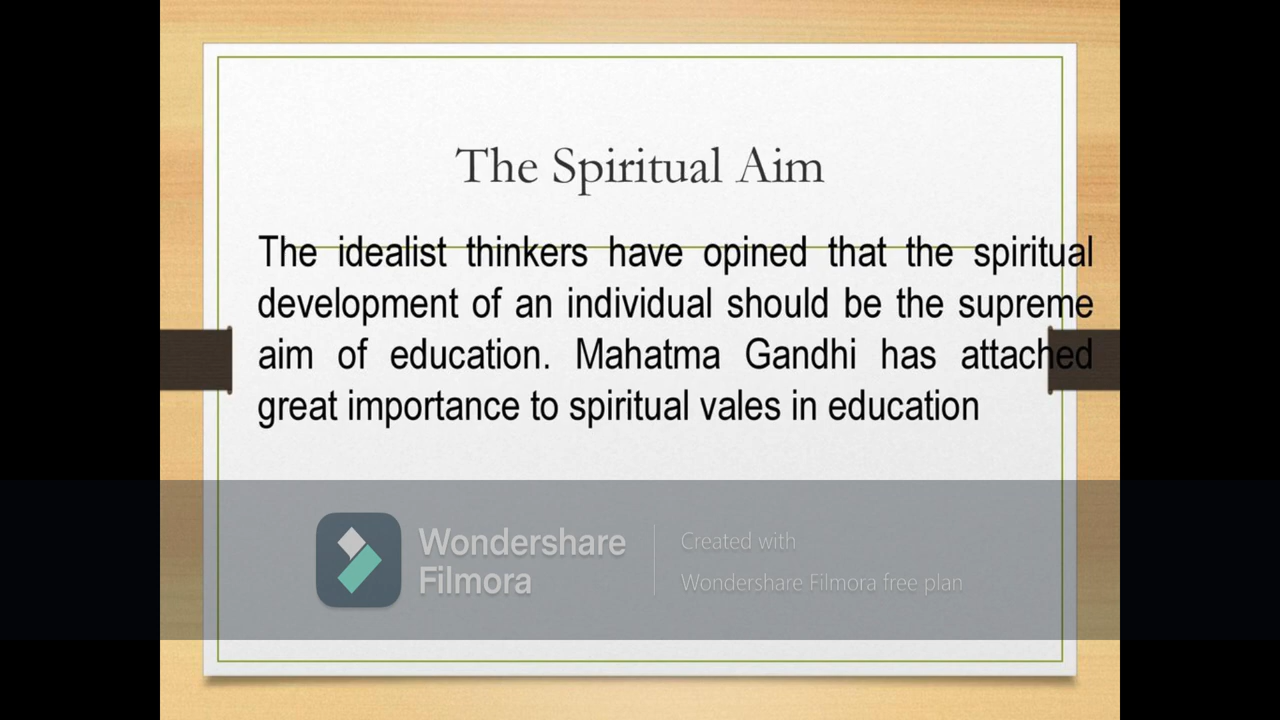 The Spiritual Aim
The idealist thinkers have opined that the spiritual
development of an individual should be the supreme
aim of education. Mahatma Gandhi has attached
great importance to spiritual vales in education
Wondershare
Filmora
Created with
Wondershare Filmora free plan